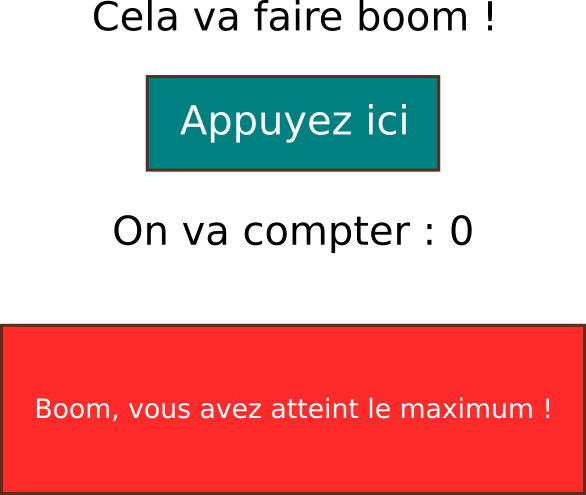 Cela va faire boom !
Appuyez ici
On va compter : 0
Boom, vous avez atteint le maximum !